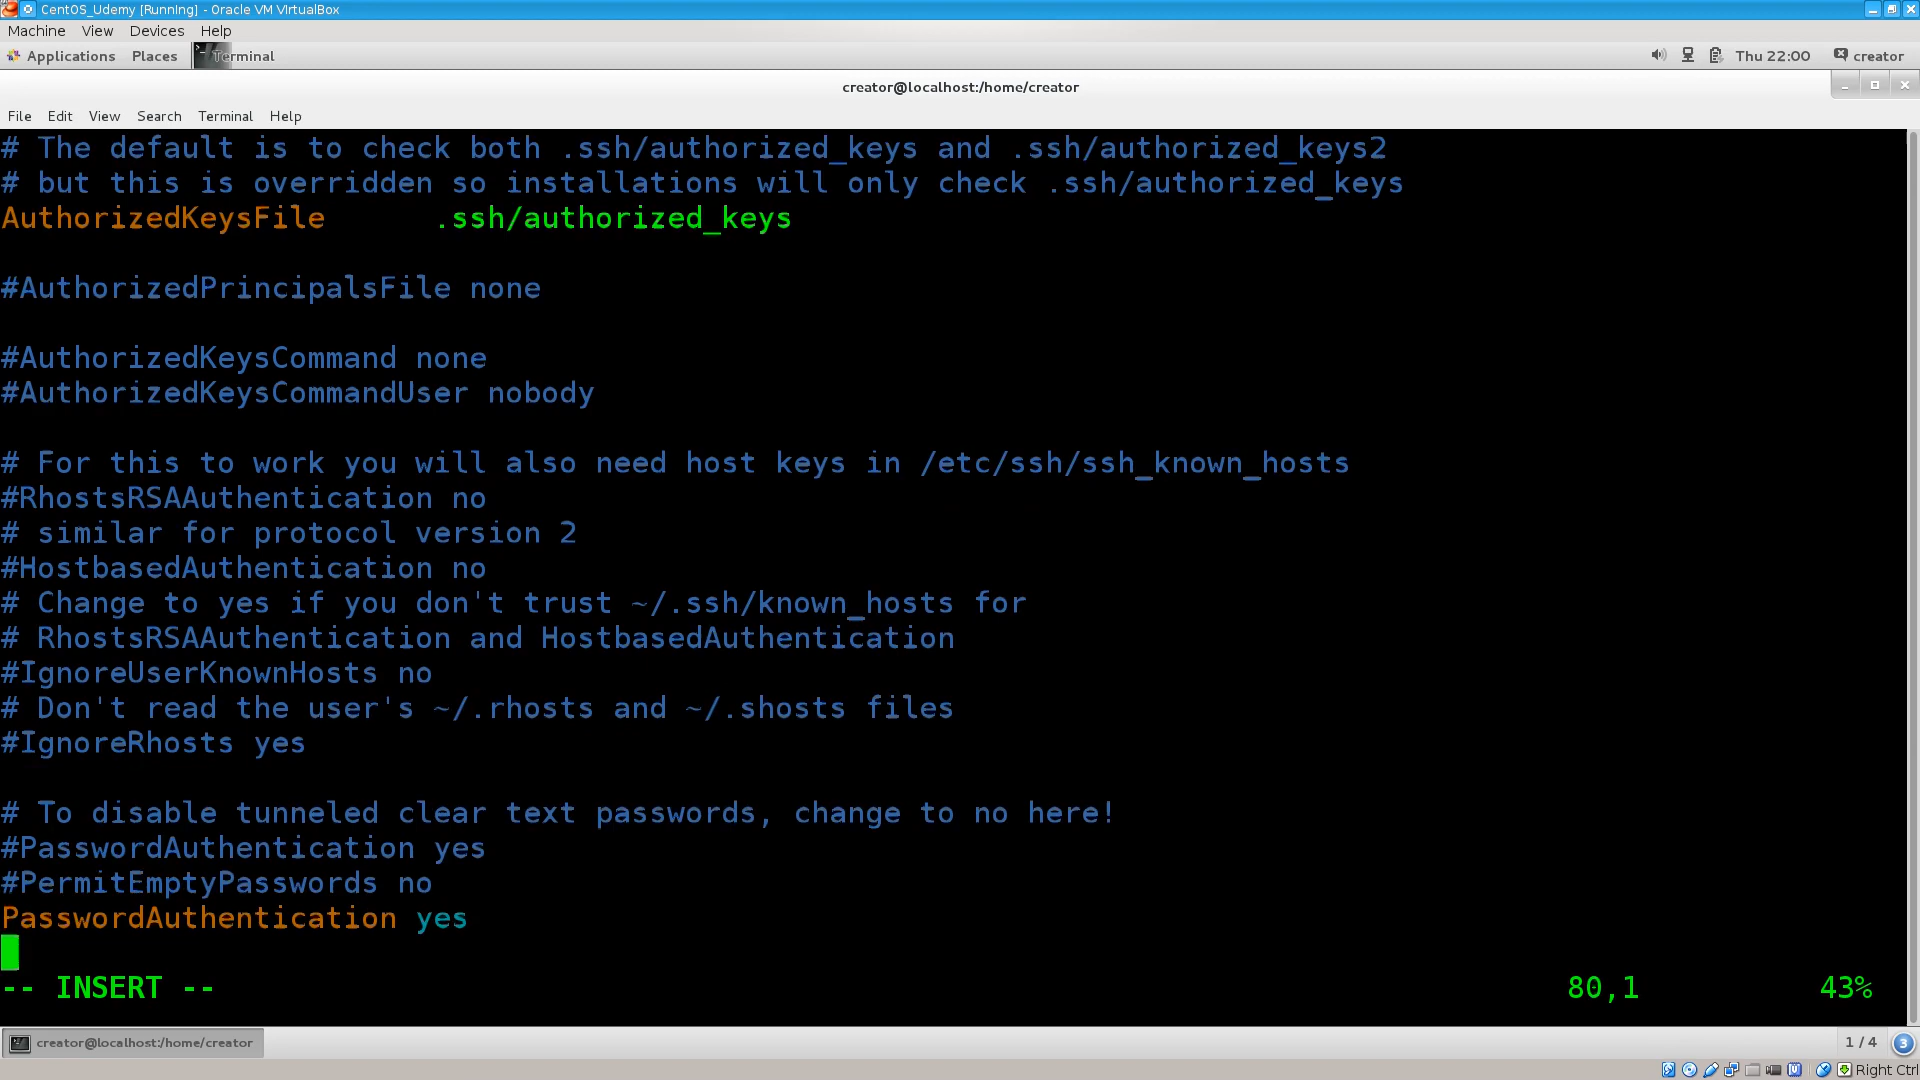 CentOS_Udemy [Running] - Oracle VM VirtualBox
Machine View Devices Help
Applications Places Terminal Thu 22:00 creator
creator@localhost:/home/creator
File Edit View Search Terminal Help
# The default is to check both .ssh/authorized_keys and .ssh/authorized_keys2
# but this is overridden so installations will only check .ssh/authorized_keys
AuthorizedKeysFile      .ssh/authorized_keys
#AuthorizedPrincipalsFile none
#AuthorizedKeysCommand none
#AuthorizedKeysCommandUser nobody
# For this to work you will also need host keys in /etc/ssh/ssh_known_hosts
#RhostsRSAAuthentication no
# similar for protocol version 2
#HostbasedAuthentication no
# Change to yes if you don't trust ~/.ssh/known_hosts for
# RhostsRSAAuthentication and HostbasedAuthentication
#IgnoreUserKnownHosts no
# Don't read the user's ~/.rhosts and ~/.shosts files
#IgnoreRhosts yes
# To disable tunneled clear text passwords, change to no here!
#PasswordAuthentication yes
#PermitEmptyPasswords no
PasswordAuthentication yes
-- INSERT -- 80,1 43%
creator@localhost:/home/creator 1 / 4 3
Right Ctrl